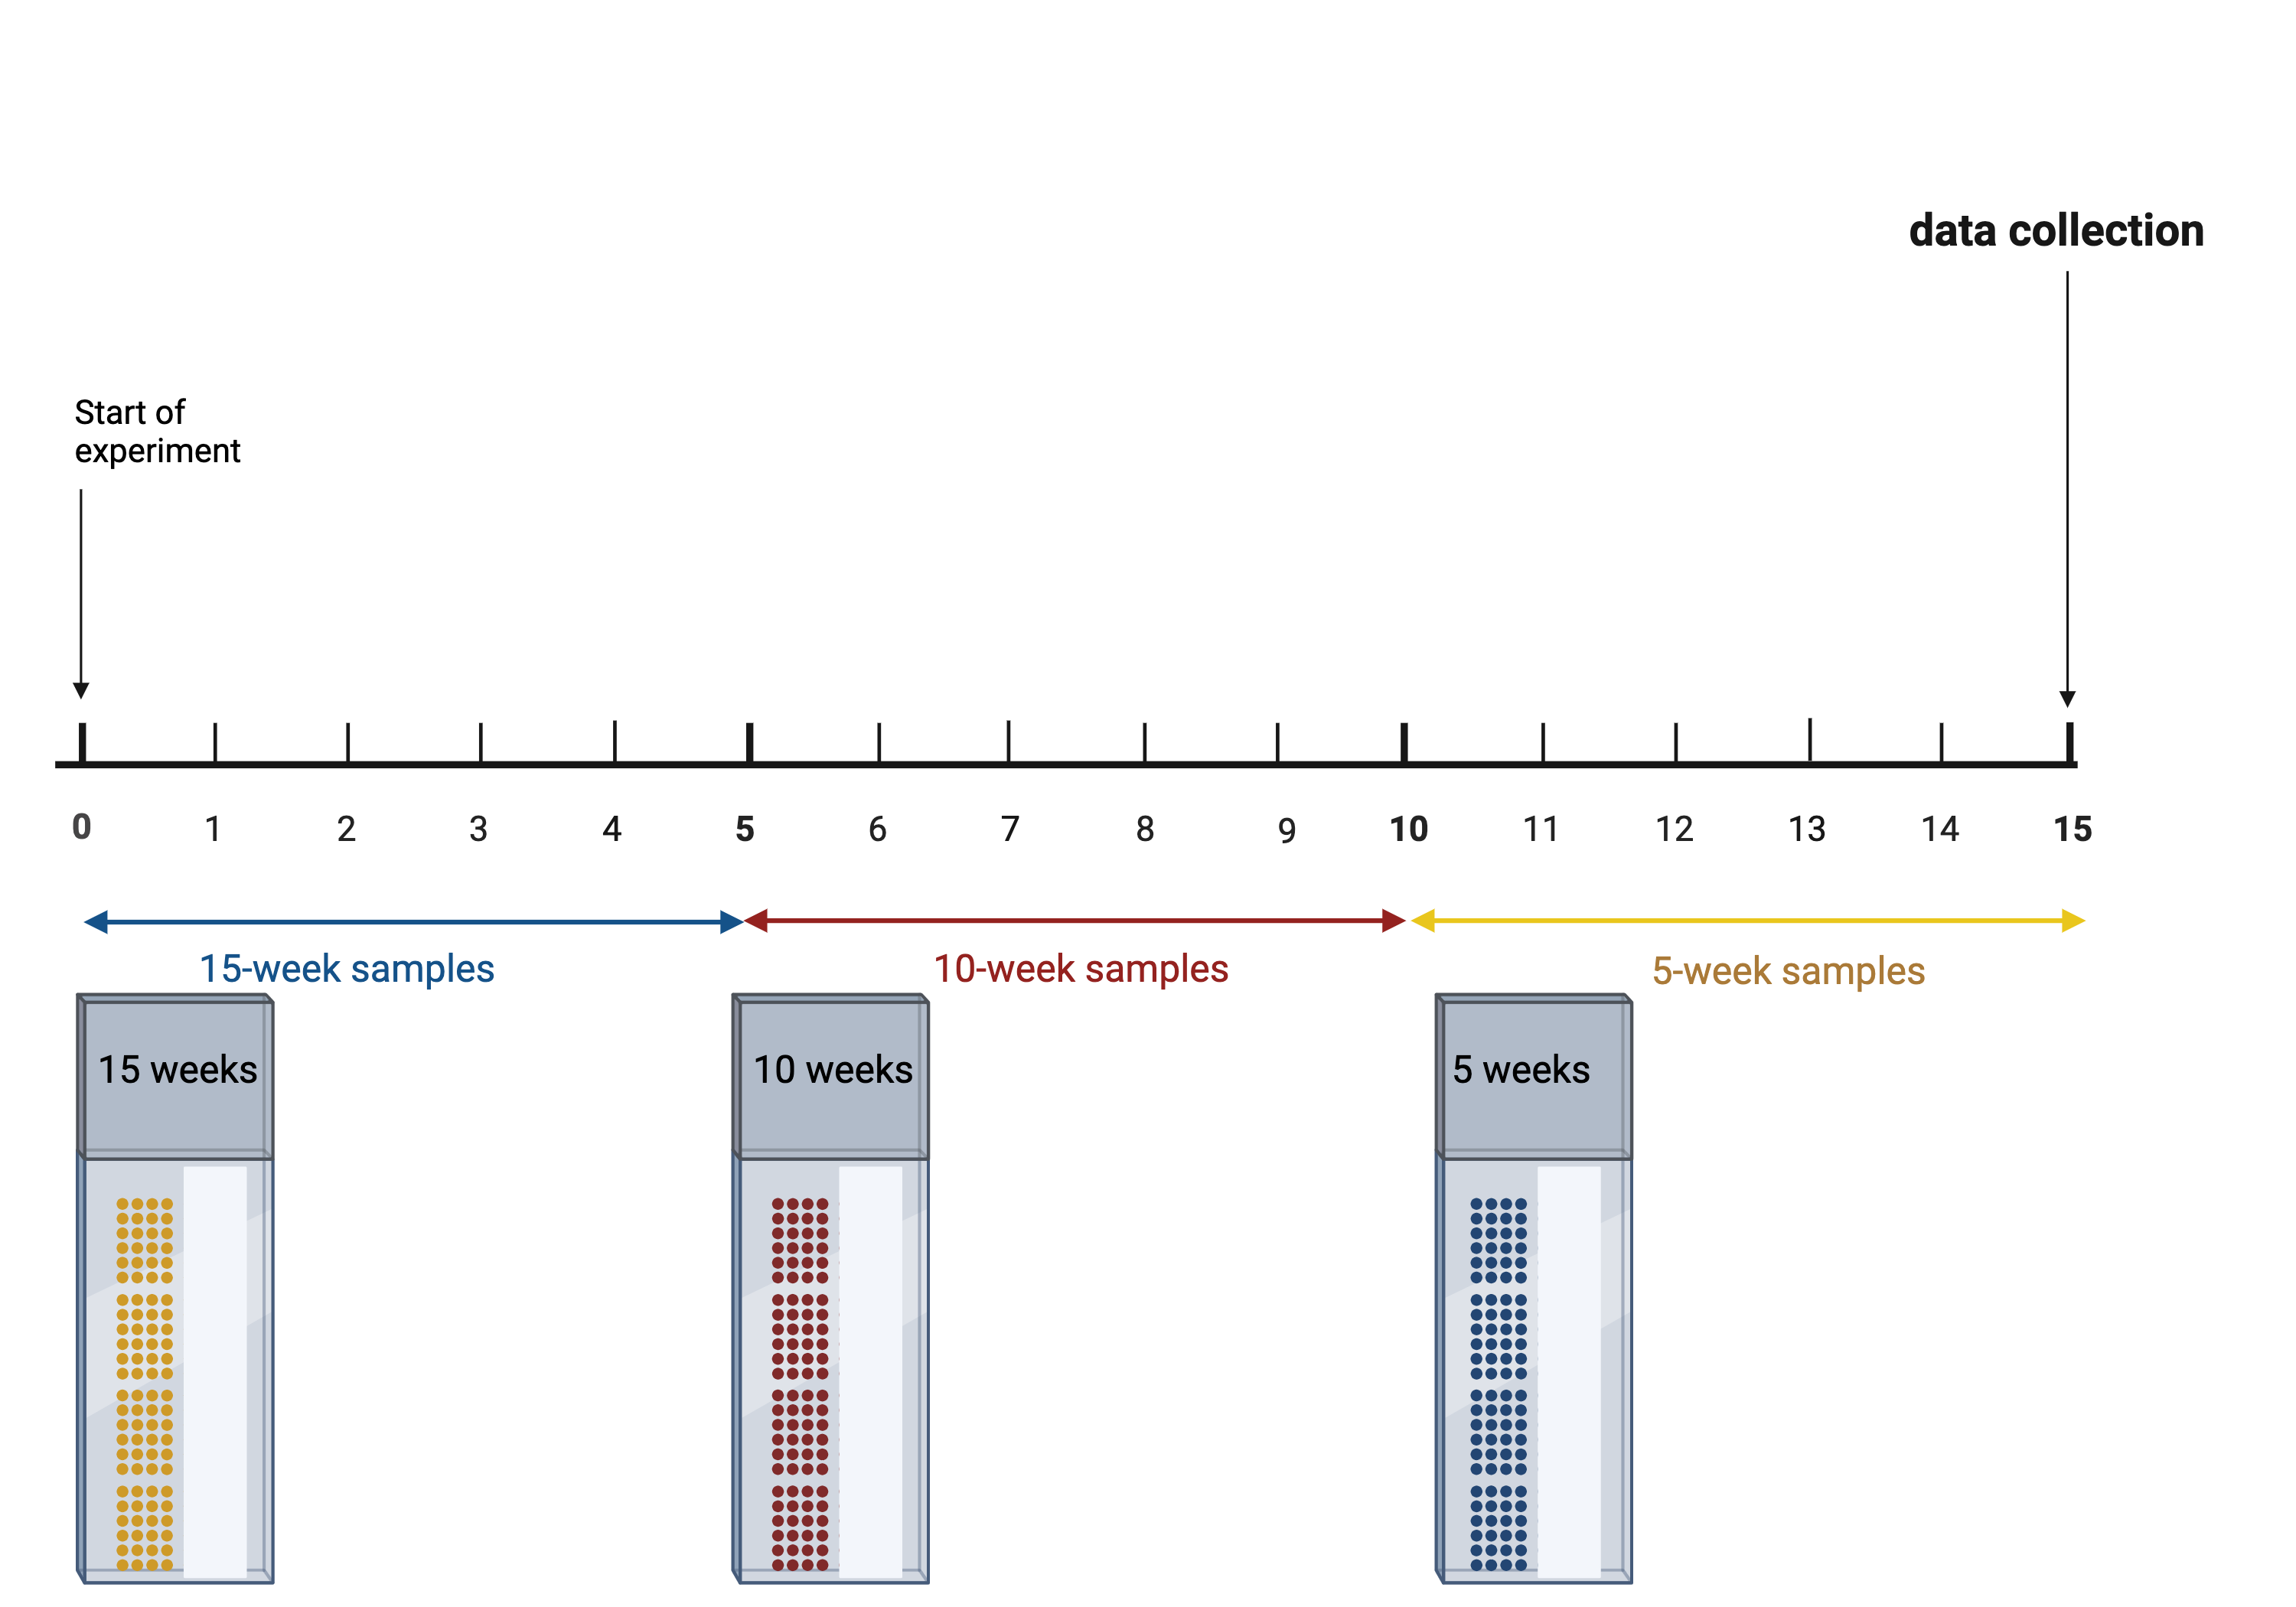 data collection
Start of
experiment
0 1 2 3 4 5 6 7 8 9 10 11 12 13 14 15
15-week samples 10-week samples 5-week samples
15 weeks 10 weeks 5 weeks